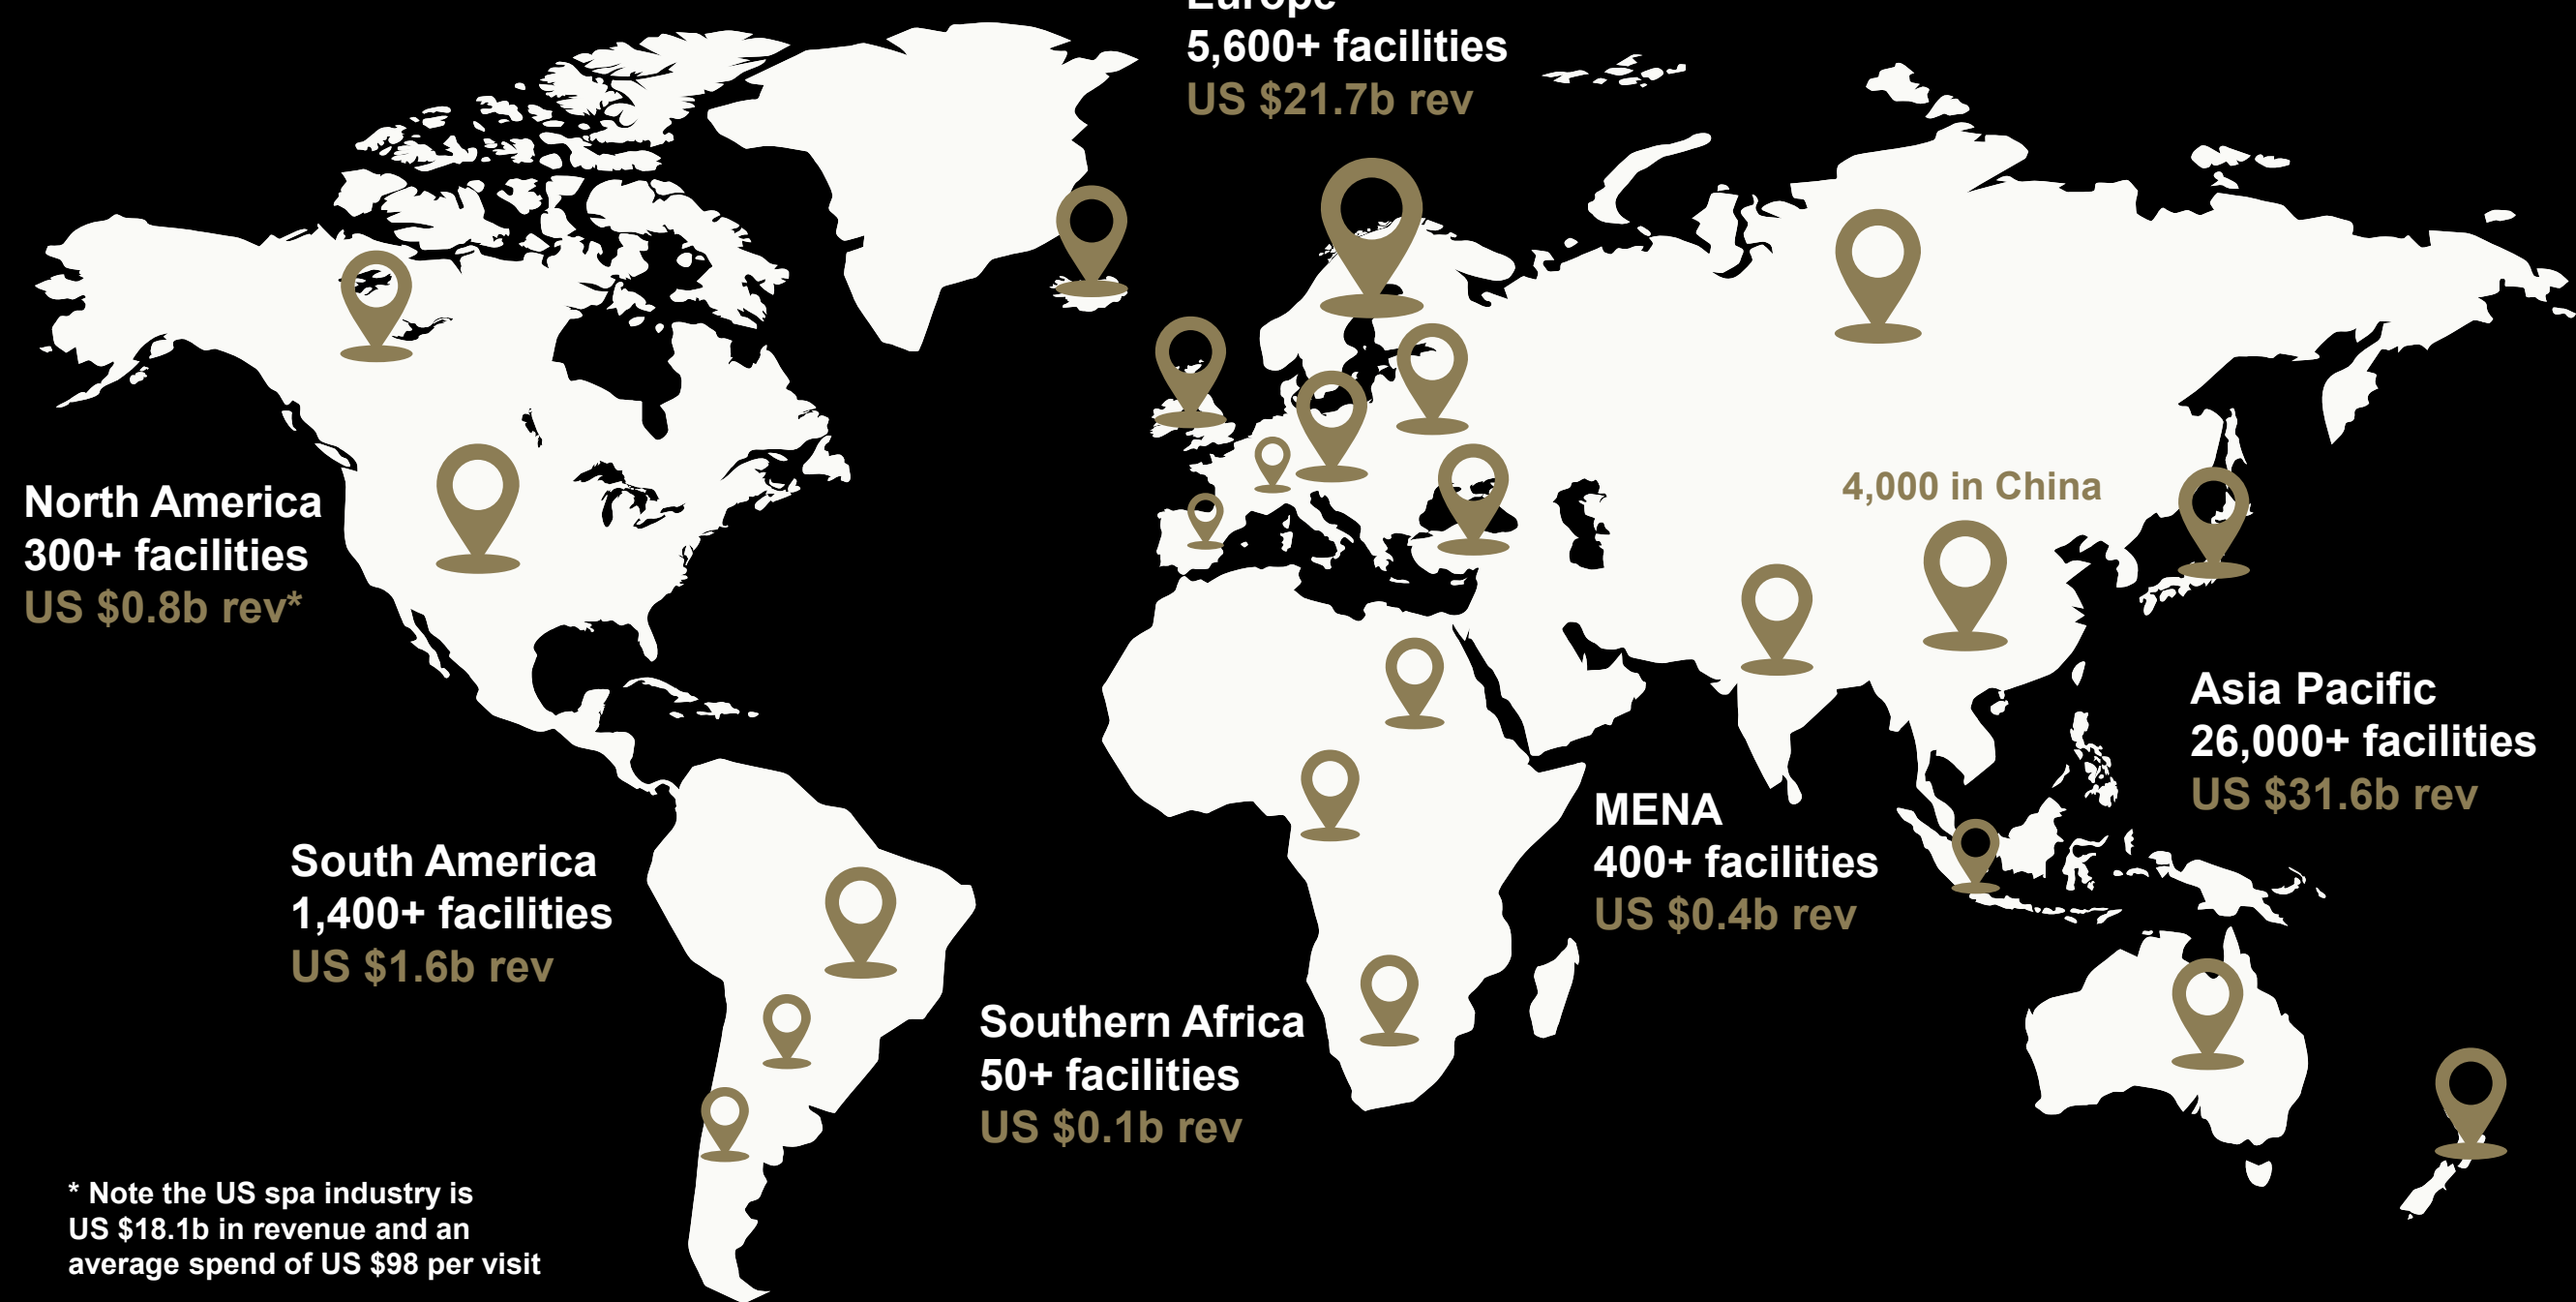 Europe
5,600+ facilities
US $21.7b rev
North America
300+ facilities
US $0.8b rev*
4,000 in China
Asia Pacific
26,000+ facilities
US $31.6b rev
MENA
400+ facilities
US $0.4b rev
South America
1,400+ facilities
US $1.6b rev
Southern Africa
50+ facilities
US $0.1b rev
* Note the US spa industry is
US $18.1b in revenue and an
average spend of US $98 per visit